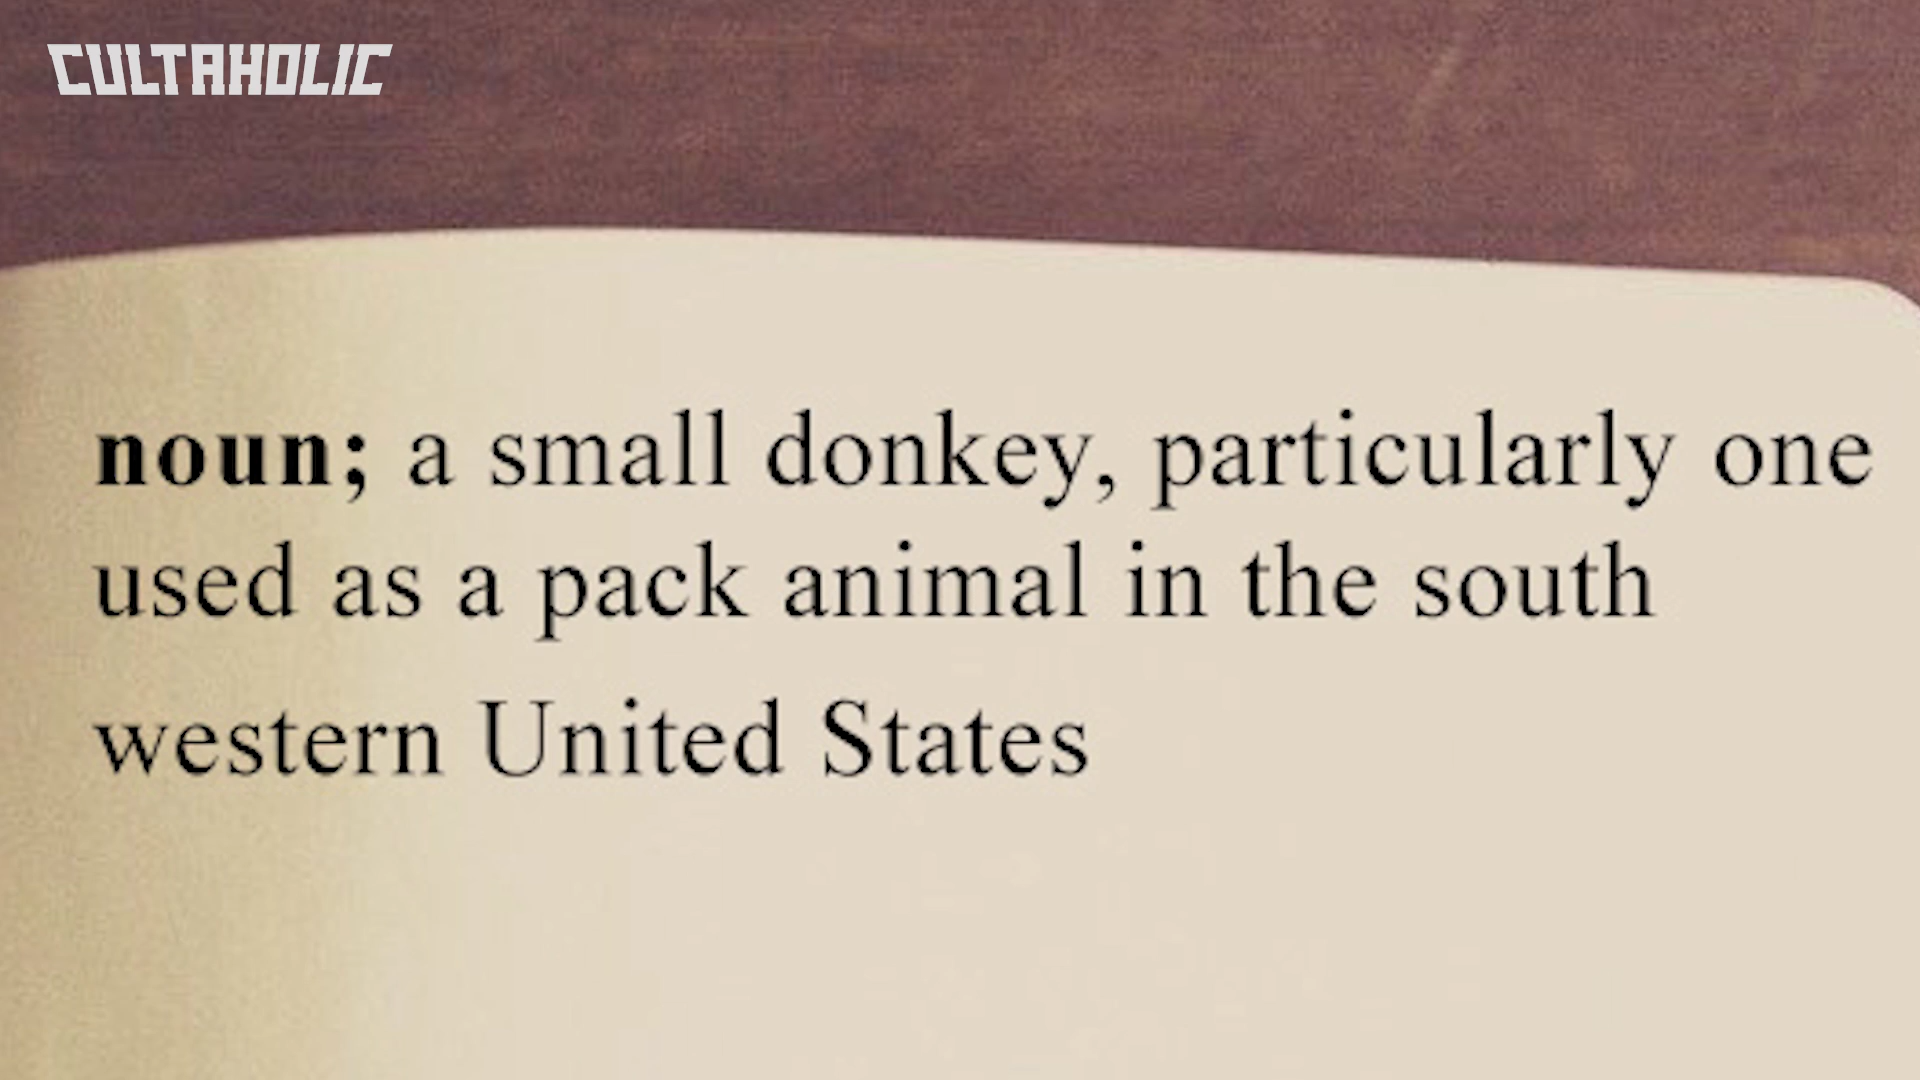 CULTAHOLIC
noun; a small donkey, particularly one
used as a pack animal in the south
western United States